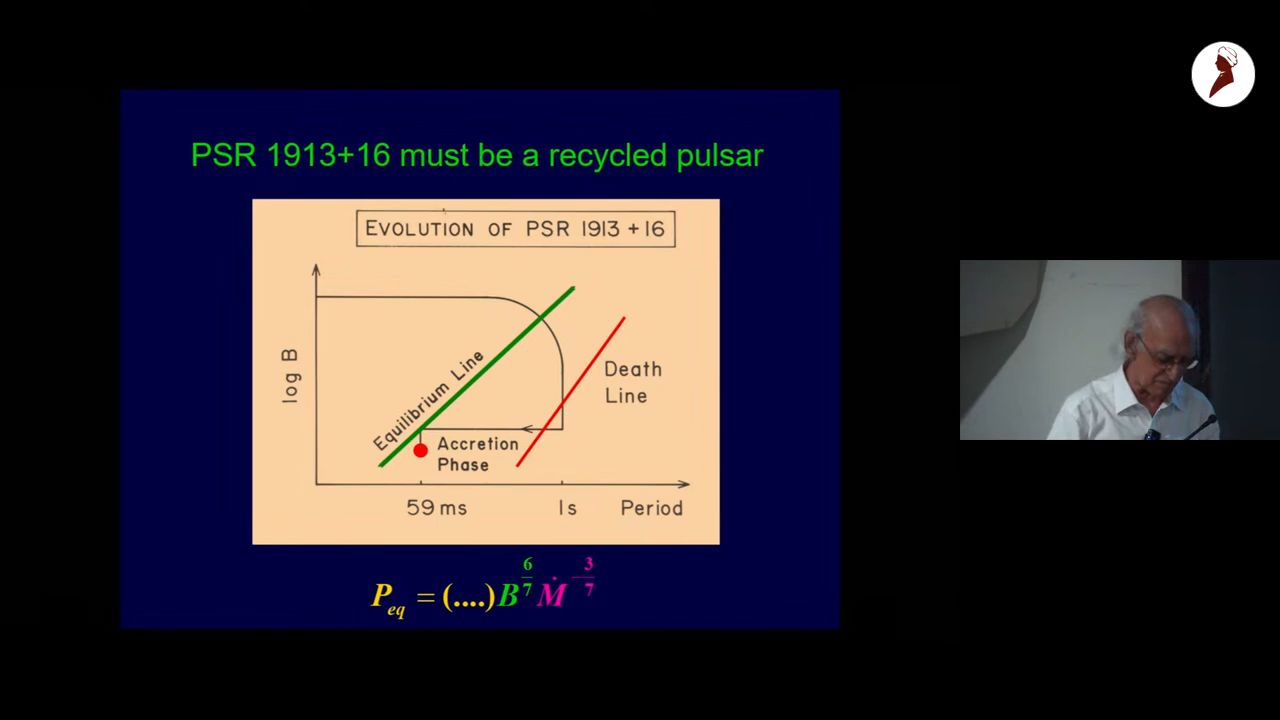 PSR 1913+16 must be a recycled pulsar
EVOLUTION OF PSR 1913 +16
log B
Equilibrium Line
Death
Line
Accretion
Phase
59 ms
1s
Period
P_eq = (....) B^{6/7} Ṁ^{-3/7}